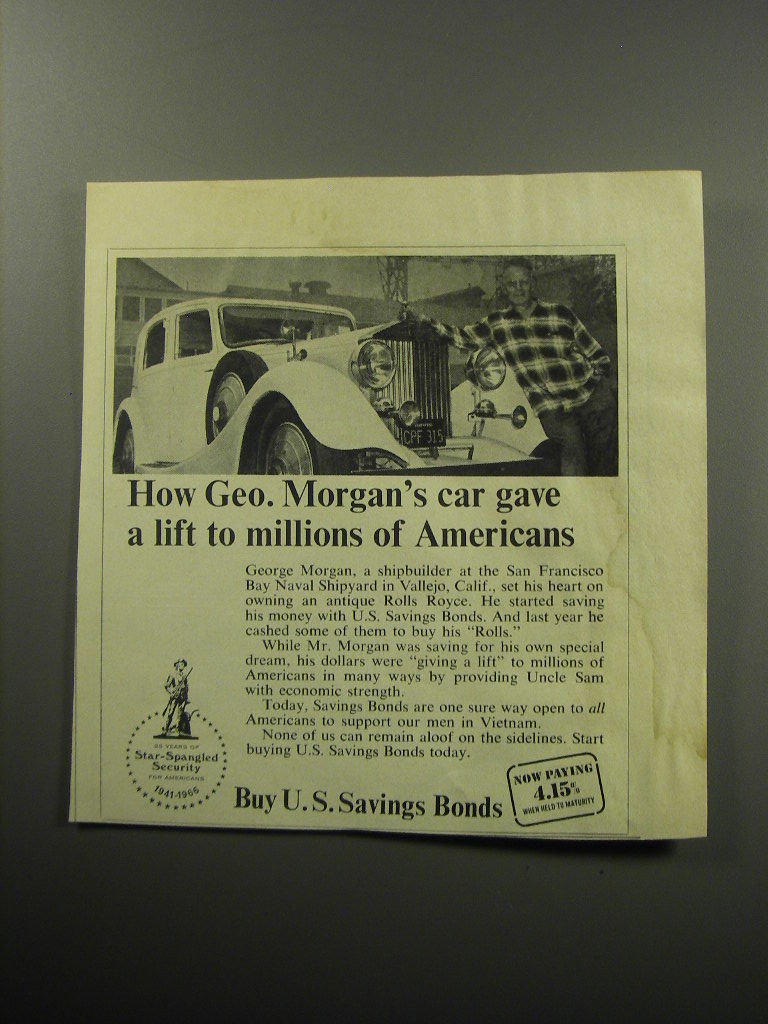 CPF 315
How Geo. Morgan's car gave
a lift to millions of Americans
George Morgan, a shipbuilder at the San Francisco
Bay Naval Shipyard in Vallejo, Calif., set his heart on
owning an antique Rolls Royce. He started saving
his money with U.S. Savings Bonds. And last year he
cashed some of them to buy his “Rolls.”
While Mr. Morgan was saving for his own special
dream, his dollars were “giving a lift” to millions of
Americans in many ways by providing Uncle Sam
with economic strength.
Today, Savings Bonds are one sure way open to all
Americans to support our men in Vietnam.
None of us can remain aloof on the sidelines. Start
buying U.S. Savings Bonds today.
25 YEARS OF
Star-Spangled
Security
FOR AMERICANS
1941-1966
Buy U.S. Savings Bonds
NOW PAYING
4.15%
WHEN HELD TO MATURITY